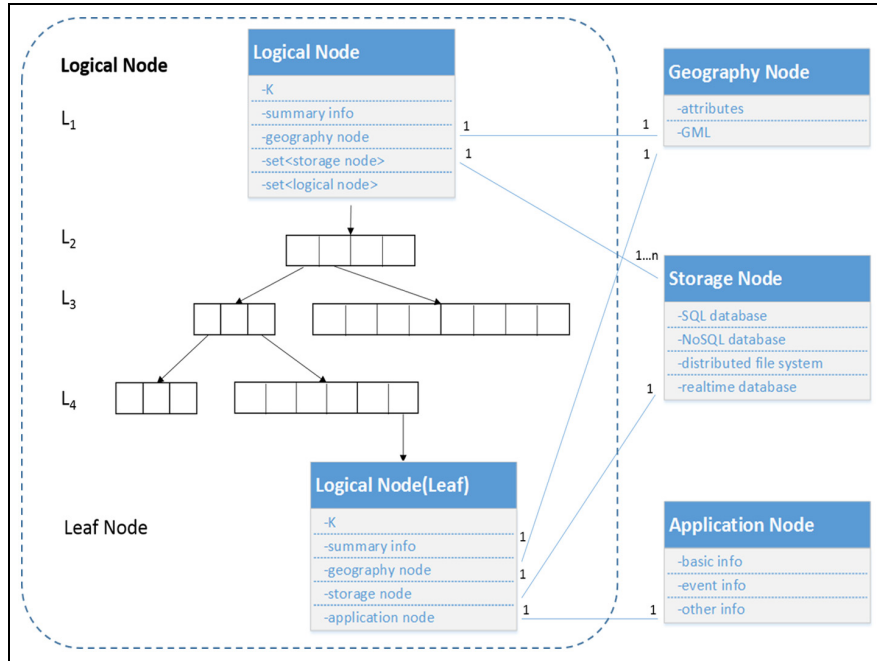 Logical Node
L1
L2
L3
L4
Leaf Node
Logical Node
-K
-summary info
-geography node
-set<storage node>
-set<logical node>
Geography Node
-attributes
-GML
1
1
1
1
1...n
Storage Node
-SQL database
-NoSQL database
-distributed file system
-realtime database
1
Logical Node(Leaf)
-K
-summary info
-geography node
-storage node
-application node
1
1
1
1
Application Node
-basic info
-event info
-other info